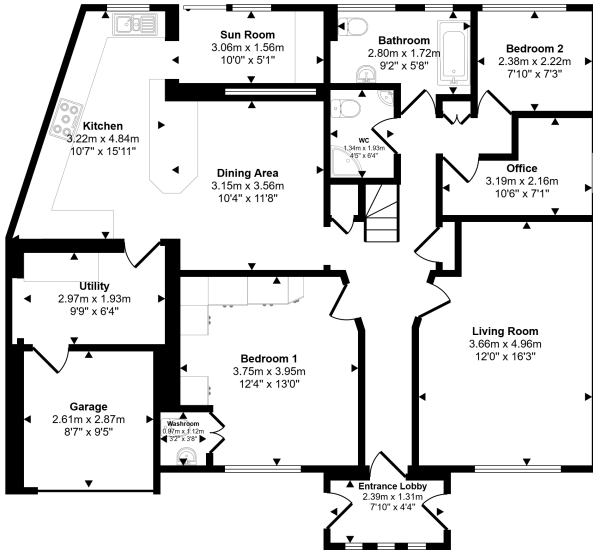 Sun Room
3.06m x 1.56m
10'0" x 5'1"
Bathroom
2.80m x 1.72m
9'2" x 5'8"
Bedroom 2
2.38m x 2.22m
7'10" x 7'3"
Kitchen
3.22m x 4.84m
10'7" x 15'11"
WC
1.34m x 1.93m
4'5" x 6'4"
Dining Area
3.15m x 3.56m
10'4" x 11'8"
Office
3.19m x 2.16m
10'6" x 7'1"
Utility
2.97m x 1.93m
9'9" x 6'4"
Living Room
3.66m x 4.96m
12'0" x 16'3"
Bedroom 1
3.75m x 3.95m
12'4" x 13'0"
Garage
2.61m x 2.87m
8'7" x 9'5"
Washroom
0.97m x 1.12m
3'2" x 3'8"
Entrance Lobby
2.39m x 1.31m
7'10" x 4'4"